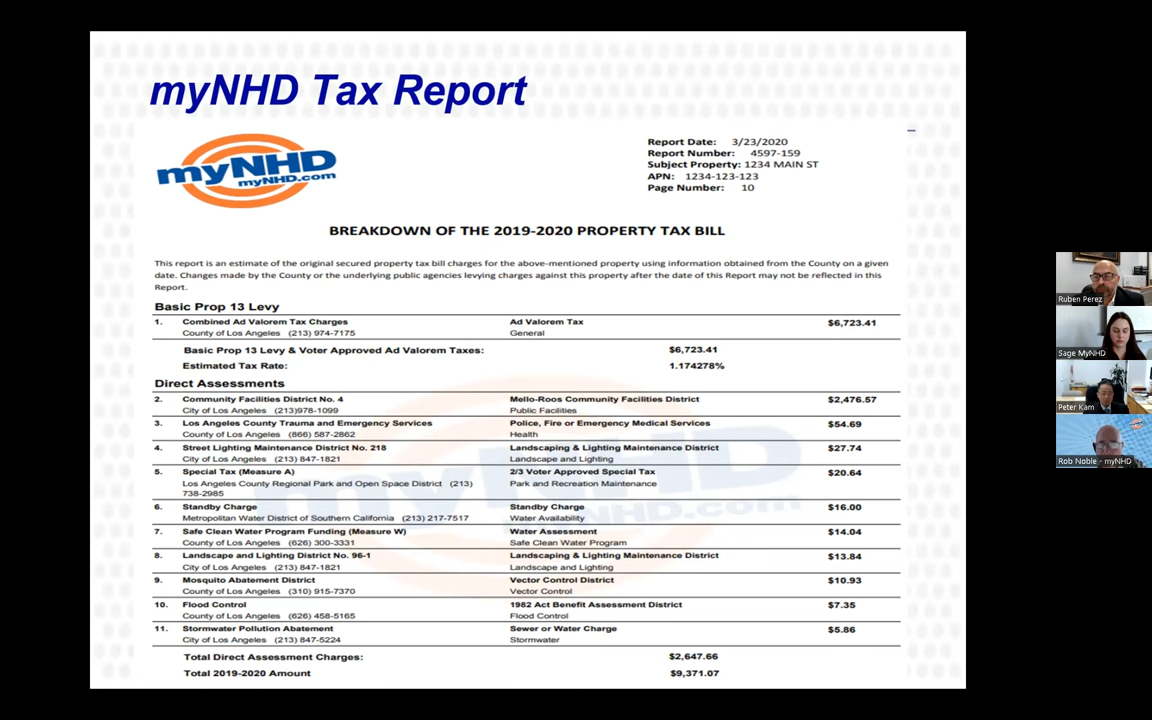 myNHD Tax Report
myNHD
myNHD.com
Report Date: 3/23/2020
Report Number: 4597-159
Subject Property: 1234 MAIN ST
APN: 1234-123-123
Page Number: 10
BREAKDOWN OF THE 2019-2020 PROPERTY TAX BILL
This report is an estimate of the original secured property tax bill charges for the above-mentioned property using information obtained from the County on a given
date. Changes made by the County or the underlying public agencies levying charges against this property after the date of this Report may not be reflected in this
Report.
Basic Prop 13 Levy
1. Combined Ad Valorem Tax Charges Ad Valorem Tax $6,723.41
County of Los Angeles (213) 974-7175 General
Basic Prop 13 Levy & Voter Approved Ad Valorem Taxes: $6,723.41
Estimated Tax Rate: 1.174278%
Direct Assessments
2. Community Facilities District No. 4 Mello-Roos Community Facilities District $2,476.57
City of Los Angeles (213)978-1099 Public Facilities
3. Los Angeles County Trauma and Emergency Services Police, Fire or Emergency Medical Services $54.69
County of Los Angeles (866) 587-2862 Health
4. Street Lighting Maintenance District No. 218 Landscaping & Lighting Maintenance District $27.74
City of Los Angeles (213) 847-1821 Landscape and Lighting
5. Special Tax (Measure A) 2/3 Voter Approved Special Tax $20.64
Los Angeles County Regional Park and Open Space District (213) Park and Recreation Maintenance
738-2985
6. Standby Charge Standby Charge $16.00
Metropolitan Water District of Southern California (213) 217-7517 Water Availability
7. Safe Clean Water Program Funding (Measure W) Water Assessment $14.04
County of Los Angeles (626) 300-3331 Safe Clean Water Program
8. Landscape and Lighting District No. 96-1 Landscaping & Lighting Maintenance District $13.84
City of Los Angeles (213) 847-1821 Landscape and Lighting
9. Mosquito Abatement District Vector Control District $10.93
County of Los Angeles (310) 915-7370 Vector Control
10. Flood Control 1982 Act Benefit Assessment District $7.35
County of Los Angeles (626) 458-5165 Flood Control
11. Stormwater Pollution Abatement Sewer or Water Charge $5.86
City of Los Angeles (213) 847-5224 Stormwater
Total Direct Assessment Charges: $2,647.66
Total 2019-2020 Amount $9,371.07
Ruben Perez
Sage MyNHD
Peter Kam
Rob Noble - myNHD